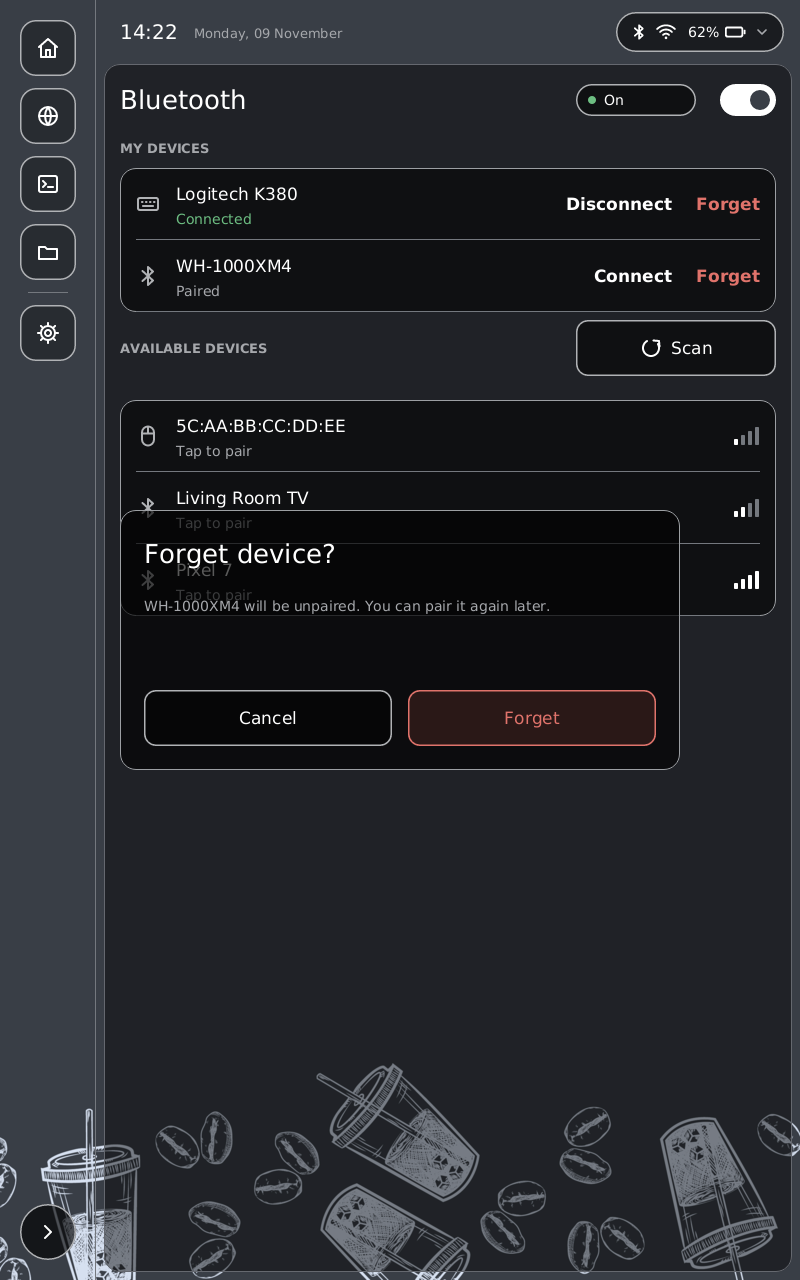 14:22 Monday, 09 November 62%
Bluetooth On
MY DEVICES
Logitech K380
Connected
Disconnect Forget
WH-1000XM4
Paired
Connect Forget
AVAILABLE DEVICES Scan
5C:AA:BB:CC:DD:EE
Tap to pair
Living Room TV
Tap to pair
Forget device?
Pixel 7
Tap to pair
WH-1000XM4 will be unpaired. You can pair it again later.
Cancel Forget